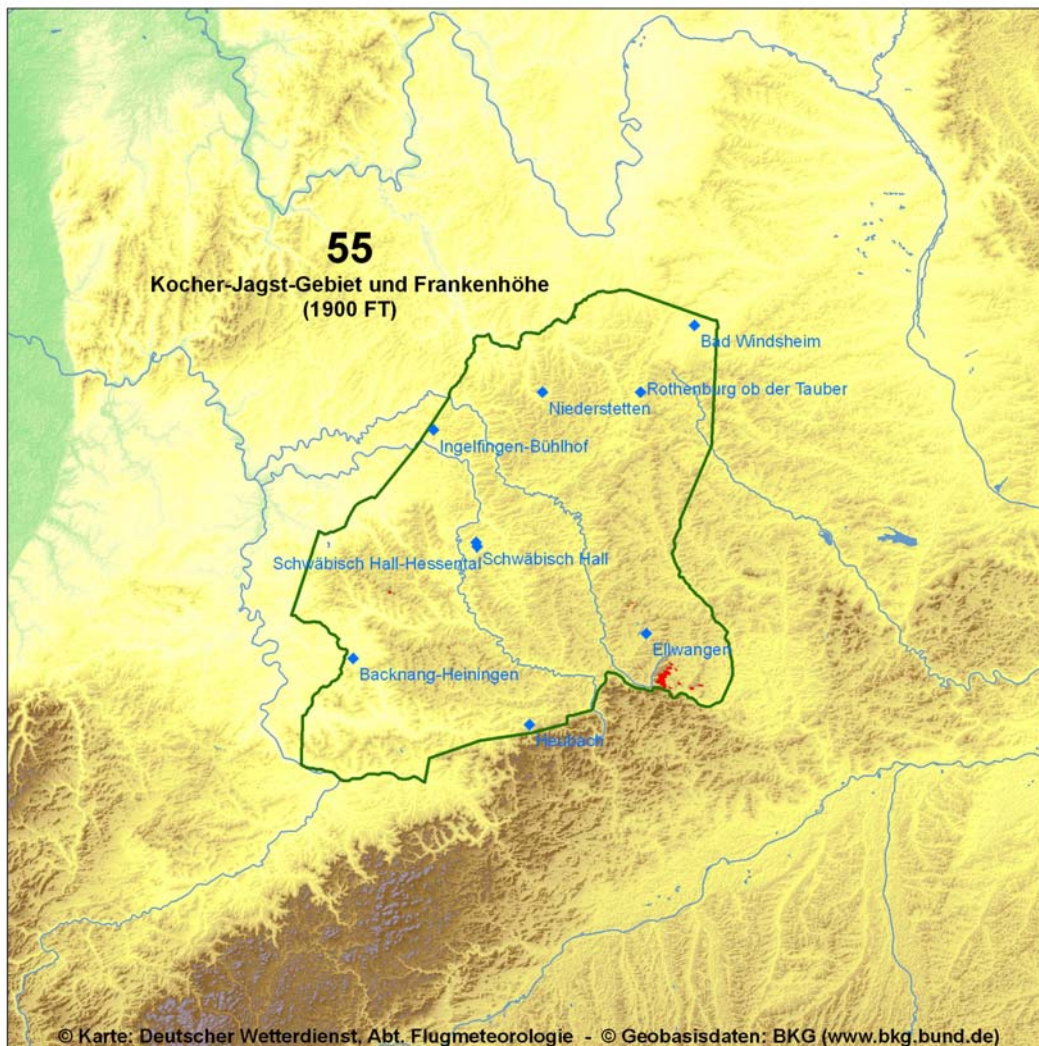 55
Kocher-Jagst-Gebiet und Frankenhöhe
(1900 FT)
Bad Windsheim
Rothenburg ob der Tauber
Niederstetten
Ingelfingen-Bühlhof
Schwäbisch Hall-Hessental
Schwäbisch Hall
Ellwangen
Backnang-Heiningen
Heubach
© Karte: Deutscher Wetterdienst, Abt. Flugmeteorologie - © Geobasisdaten: BKG (www.bkg.bund.de)